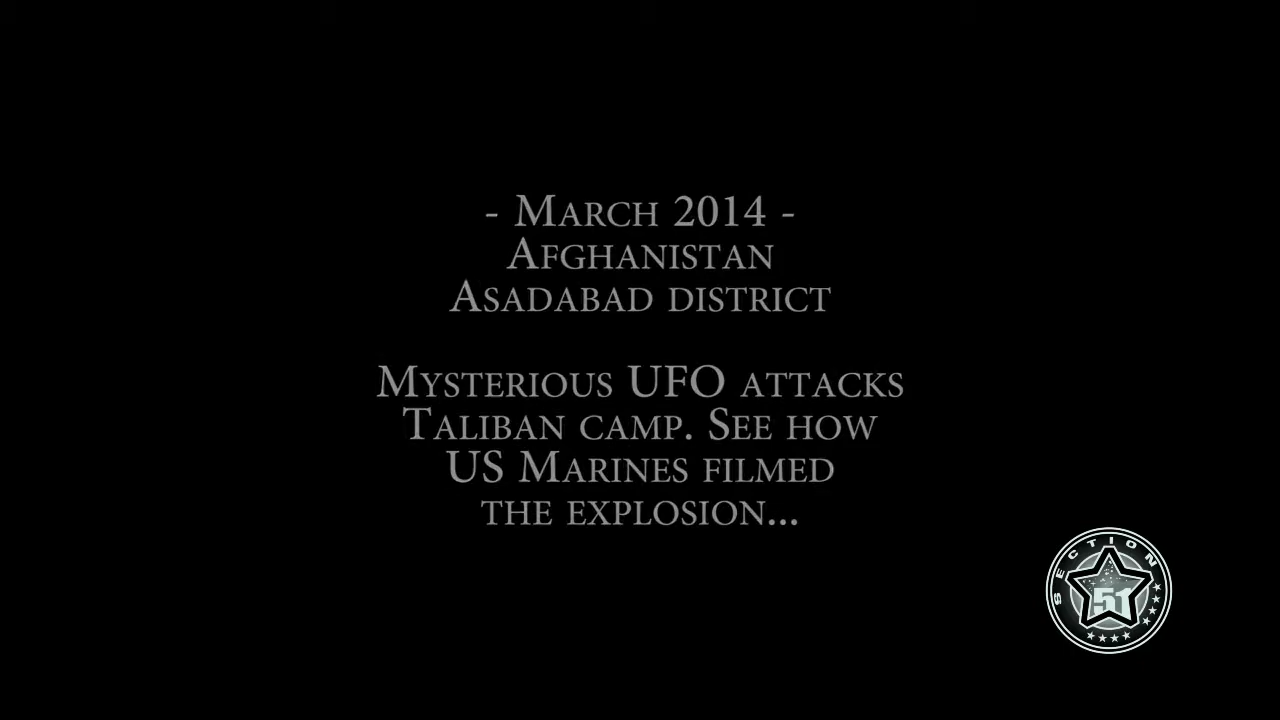 - March 2014 -
Afghanistan
Asadabad district
Mysterious UFO attacks
Taliban camp. See how
US Marines filmed
the explosion...
SECTION
51